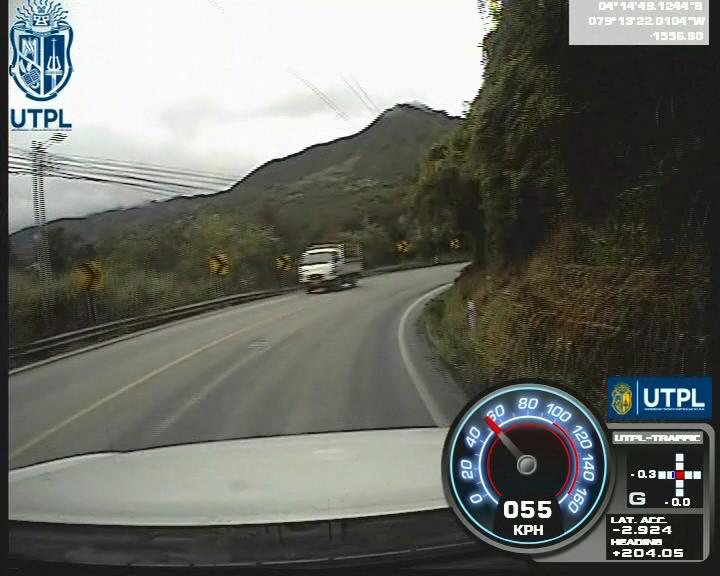 04°14'49.1244"S
079°13'22.0104"W
1556.80
UTPL
UTPL
UTPL-TRAFFIC
0 20 40 60 80 100 120 140 160
-0.3
G -0.0
055
KPH
LAT. ACC.
-2.924
HEADING
+204.05